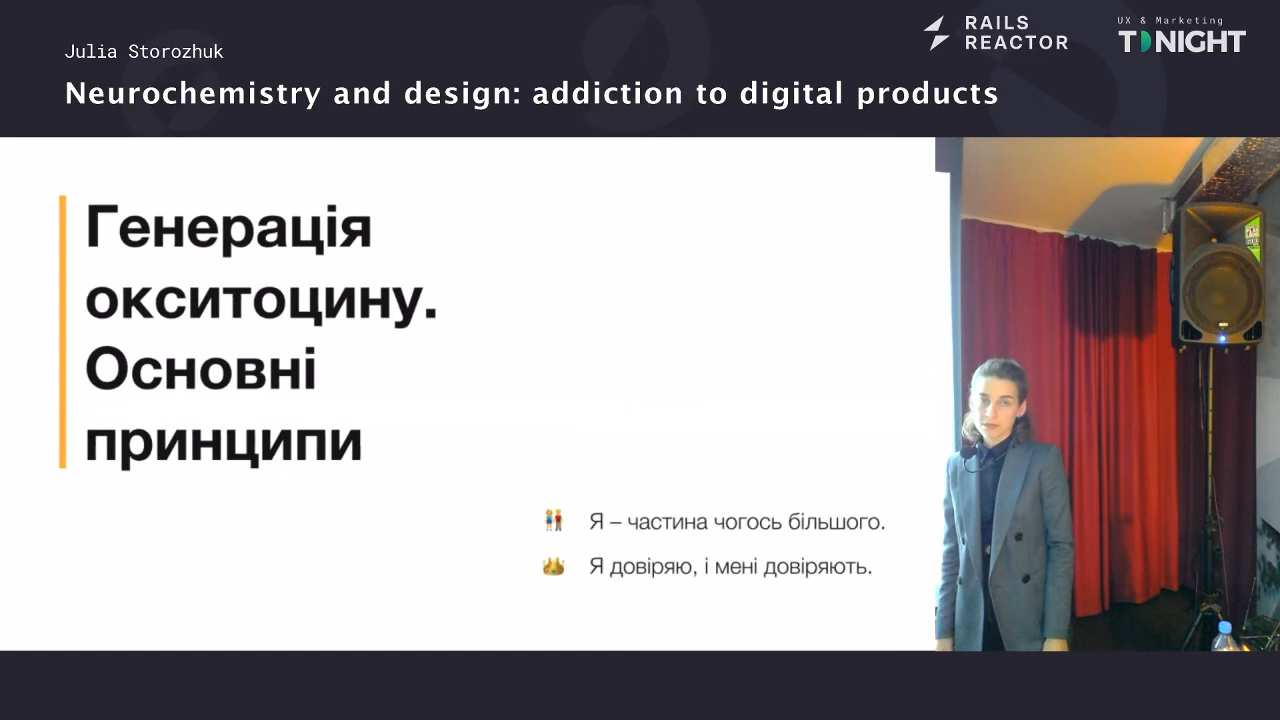 Julia Storozhuk
Neurochemistry and design: addiction to digital products
RAILS
REACTOR
UX & Marketing
TONIGHT
Генерація
окситоцину.
Основні
принципи
Я – частина чогось більшого.
Я довіряю, і мені довіряють.